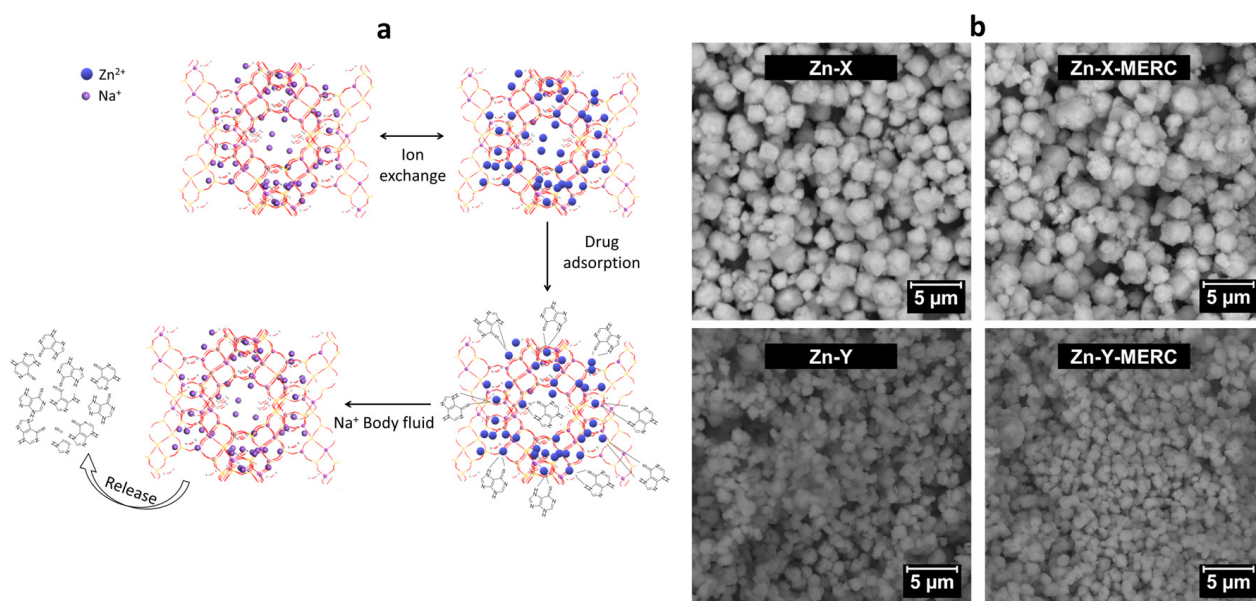 a
Zn2+
Na+
Ion
exchange
Drug
adsorption
Na+ Body fluid
Release
b
Zn-X
5 µm
Zn-X-MERC
5 µm
Zn-Y
5 µm
Zn-Y-MERC
5 µm